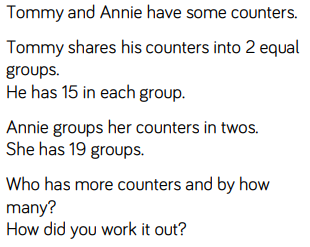 Tommy and Annie have some counters.
Tommy shares his counters into 2 equal
groups.
He has 15 in each group.
Annie groups her counters in twos.
She has 19 groups.
Who has more counters and by how
many?
How did you work it out?